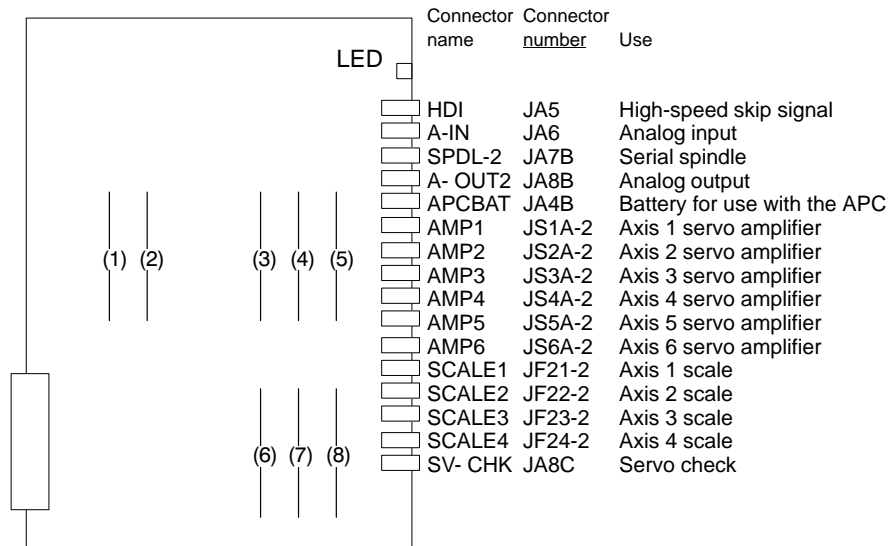 Connector Connector
name number Use
LED
HDI JA5 High-speed skip signal
A-IN JA6 Analog input
SPDL-2 JA7B Serial spindle
A- OUT2 JA8B Analog output
APCBAT JA4B Battery for use with the APC
AMP1 JS1A-2 Axis 1 servo amplifier
AMP2 JS2A-2 Axis 2 servo amplifier
(1) (2) (3) (4) (5)
AMP3 JS3A-2 Axis 3 servo amplifier
AMP4 JS4A-2 Axis 4 servo amplifier
AMP5 JS5A-2 Axis 5 servo amplifier
AMP6 JS6A-2 Axis 6 servo amplifier
SCALE1 JF21-2 Axis 1 scale
SCALE2 JF22-2 Axis 2 scale
SCALE3 JF23-2 Axis 3 scale
SCALE4 JF24-2 Axis 4 scale
(6) (7) (8)
SV- CHK JA8C Servo check